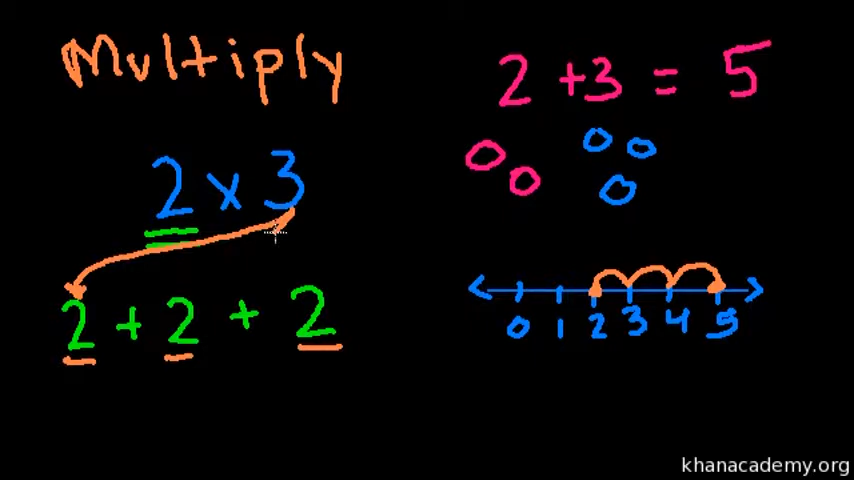 Multiply
2 x 3
2 + 2 + 2
2 + 3 = 5
0 1 2 3 4 5
khanacademy.org